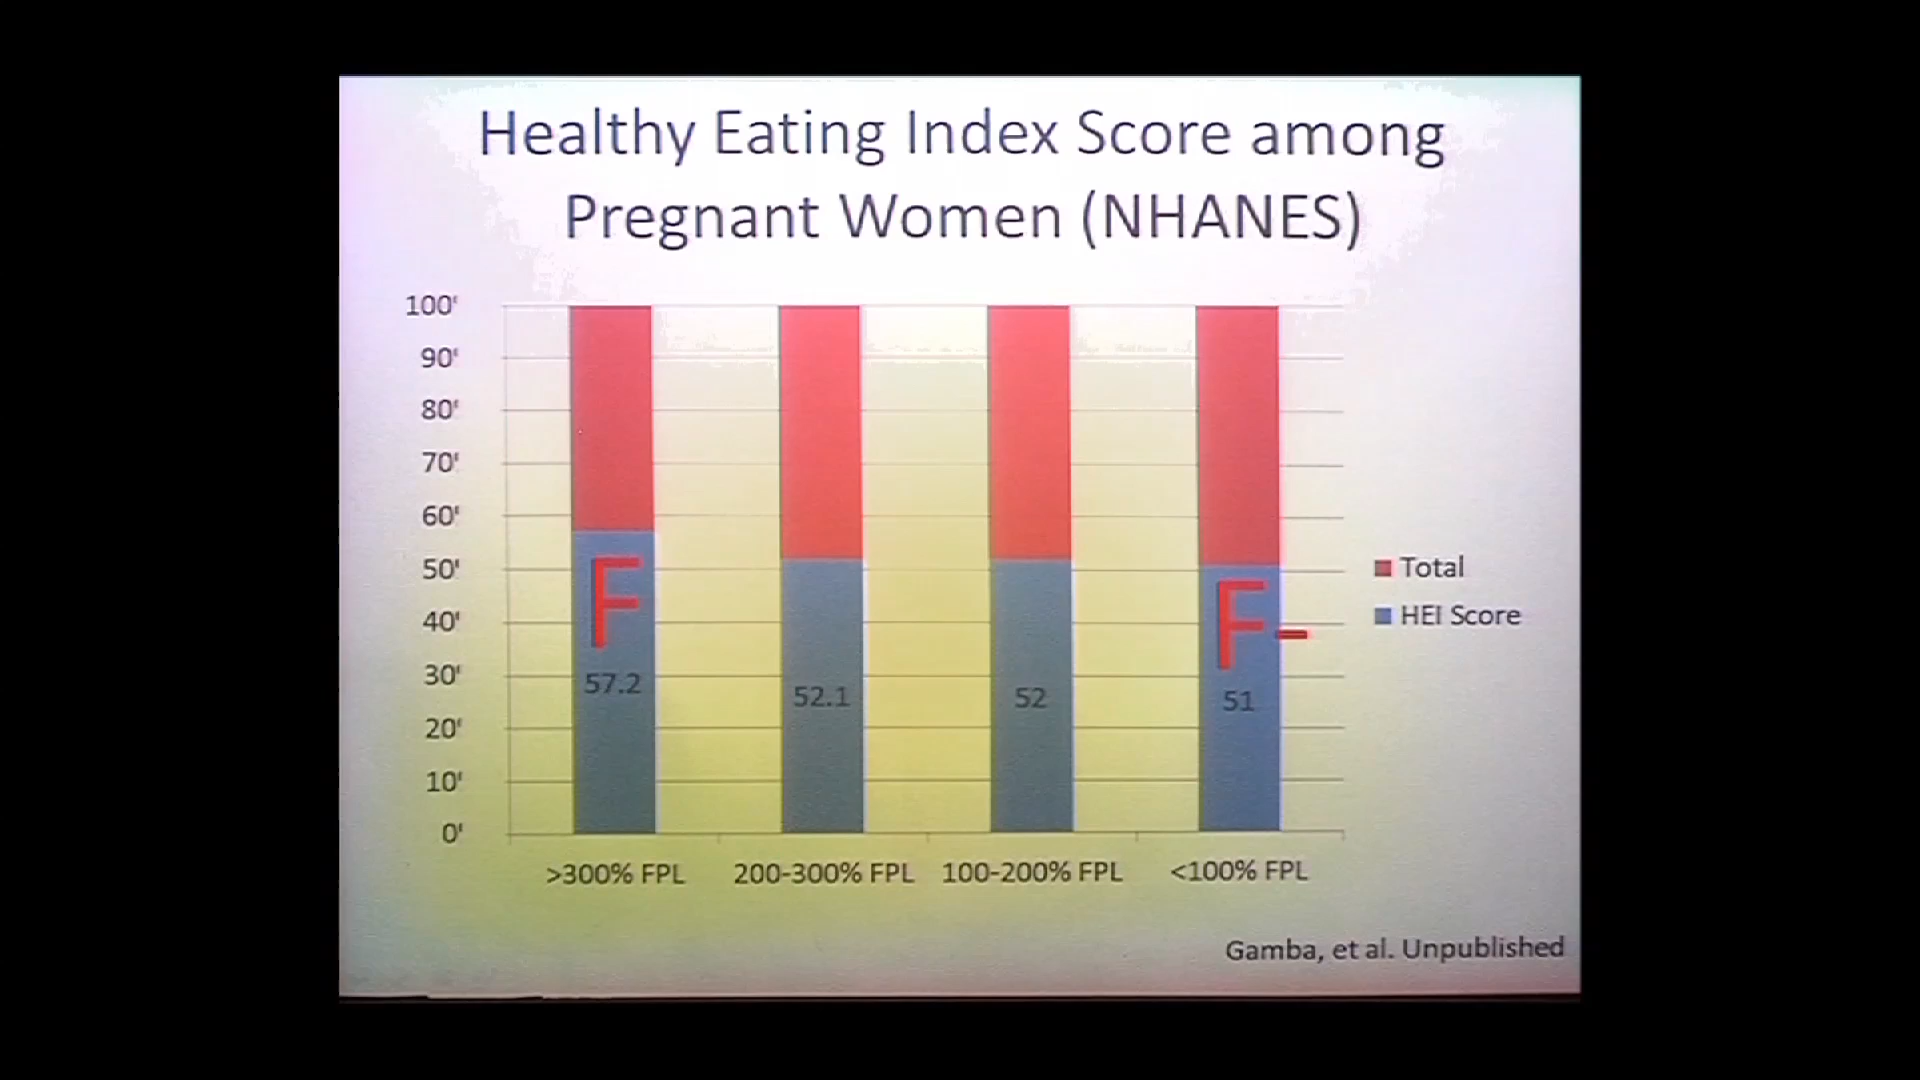 Healthy Eating Index Score among
Pregnant Women (NHANES)
100'
90'
80'
70'
60'
50'
40'
30'
20'
10'
0'
F
57.2
52.1
52
F-
51
Total
HEI Score
>300% FPL
200-300% FPL
100-200% FPL
<100% FPL
Gamba, et al. Unpublished